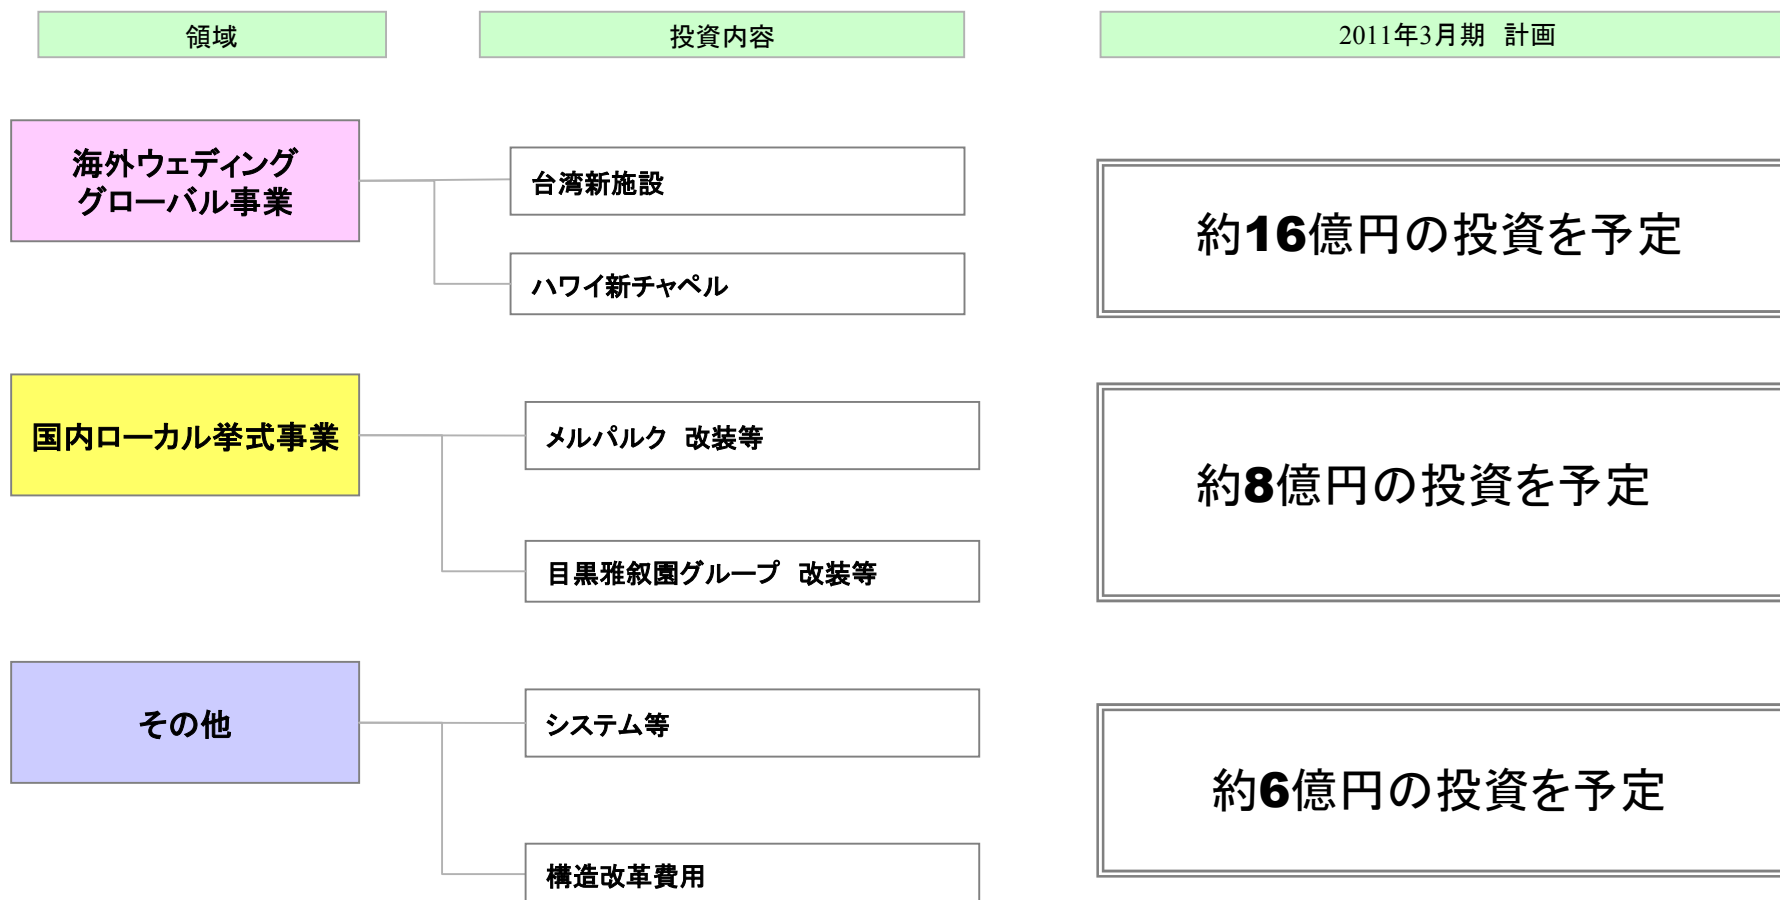 領域
投資内容
2011年3月期 計画
海外ウェディング
グローバル事業
台湾新施設
ハワイ新チャペル
約16億円の投資を予定
国内ローカル挙式事業
メルパルク 改装等
目黒雅叙園グループ 改装等
約8億円の投資を予定
その他
システム等
構造改革費用
約6億円の投資を予定